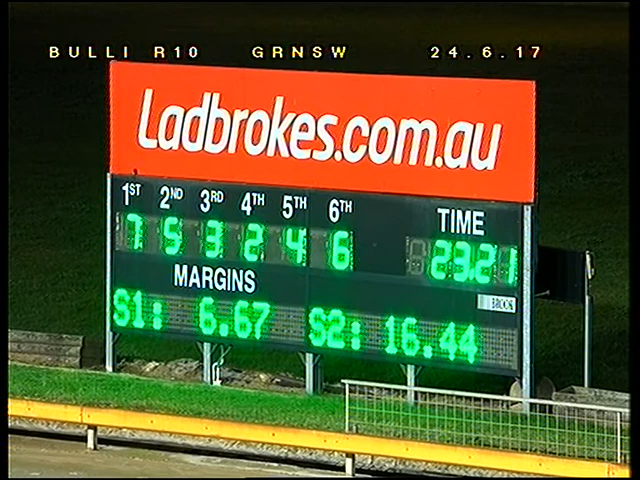 BULLI R10 GRNSW 24.6.17
Ladbrokes.com.au
1ST 2ND 3RD 4TH 5TH 6TH TIME
7 5 3 2 4 6 23.21
MARGINS
BROOK
S1: 6.67 S2: 16.44